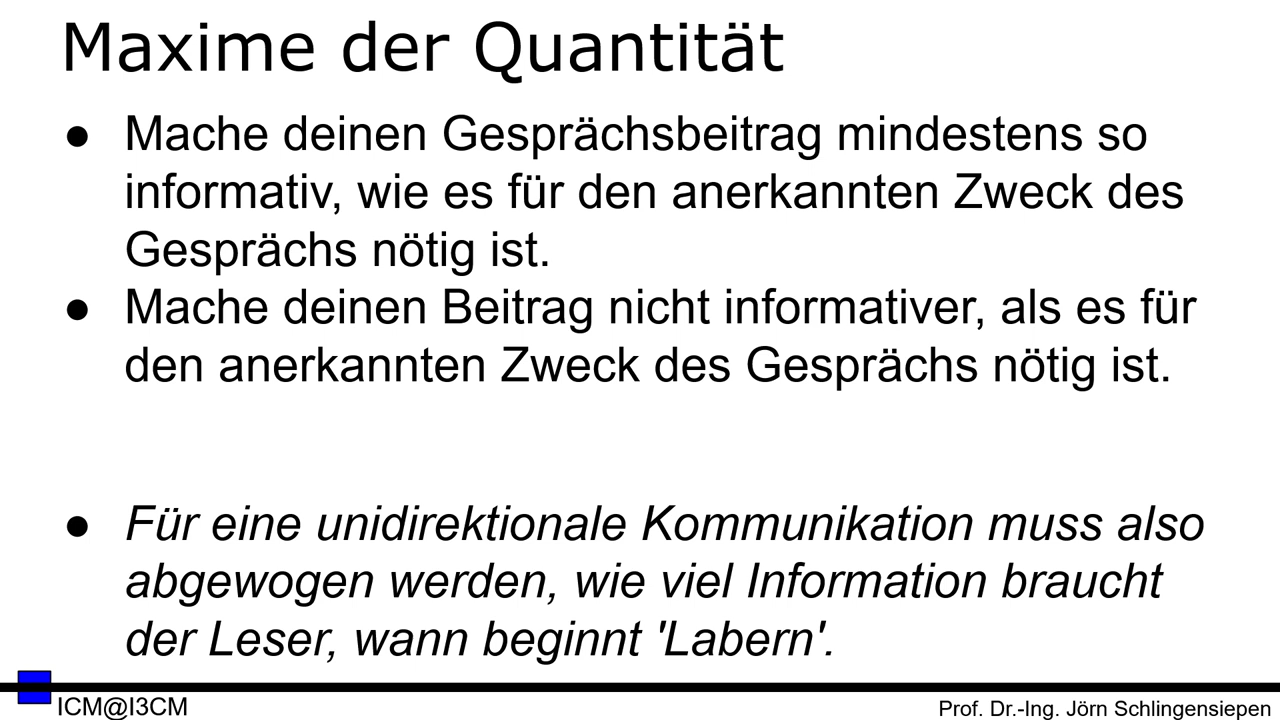 Maxime der Quantität
● Mache deinen Gesprächsbeitrag mindestens so
informativ, wie es für den anerkannten Zweck des
Gesprächs nötig ist.
● Mache deinen Beitrag nicht informativer, als es für
den anerkannten Zweck des Gesprächs nötig ist.
● Für eine unidirektionale Kommunikation muss also
abgewogen werden, wie viel Information braucht
der Leser, wann beginnt 'Labern'.
ICM@I3CM
Prof. Dr.-Ing. Jörn Schlingensiepen